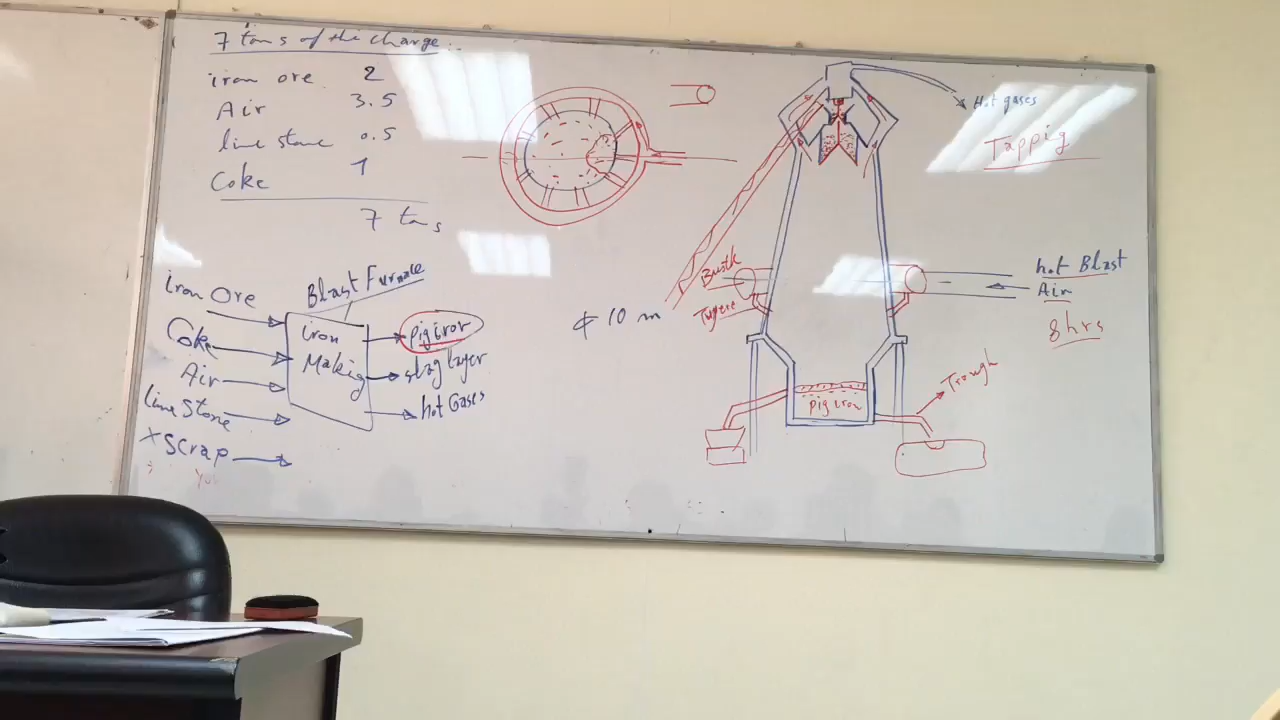 7 tons of the charge
iron ore 2
Air 3.5
lime stone 0.5
Coke 1
7 tons
Blast Furnace
iron Ore
Coke
Air
Lime Stone
x Scrap
iron
Making
pig iron
slag layer
hot Gases
Hot gases
Tappig
Bustle
Tuyere
¢ 10 m
hot Blast
Air
8 hrs
Trough
pig iron